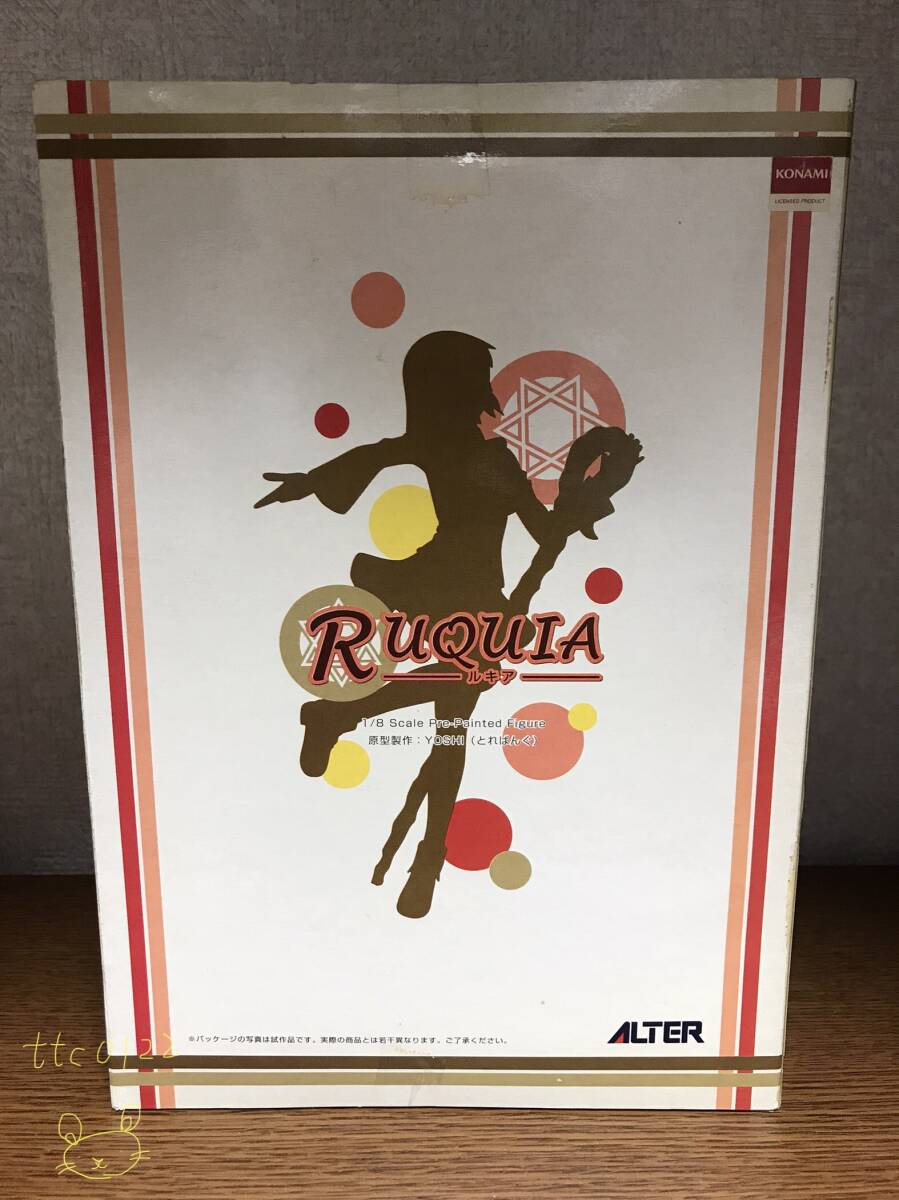 KONAMI
LICENSED PRODUCT
RUQUIA
ルキア
1/8 Scale Pre-Painted Figure
原型製作：YOSHI（とればんぐ）
※パッケージの写真は試作品です。実際の商品とは若干異なります。ご了承ください。
ALTER
ttc0122